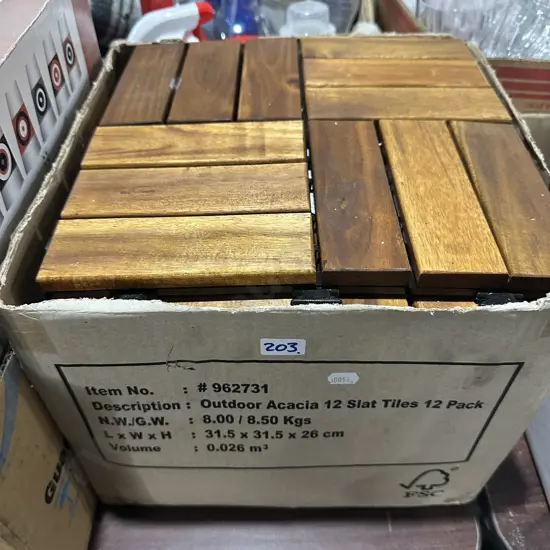 203.
Item No. : # 962731
Description : Outdoor Acacia 12 Slat Tiles 12 Pack
N.W./G.W. : 8.00 / 8.50 Kgs
L x W x H : 31.5 x 31.5 x 26 cm
Volume : 0.026 m³
FSC